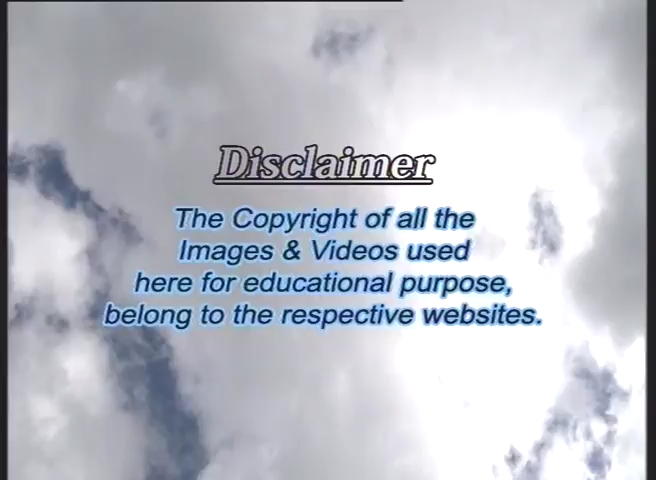 Disclaimer
The Copyright of all the
Images & Videos used
here for educational purpose,
belong to the respective websites.